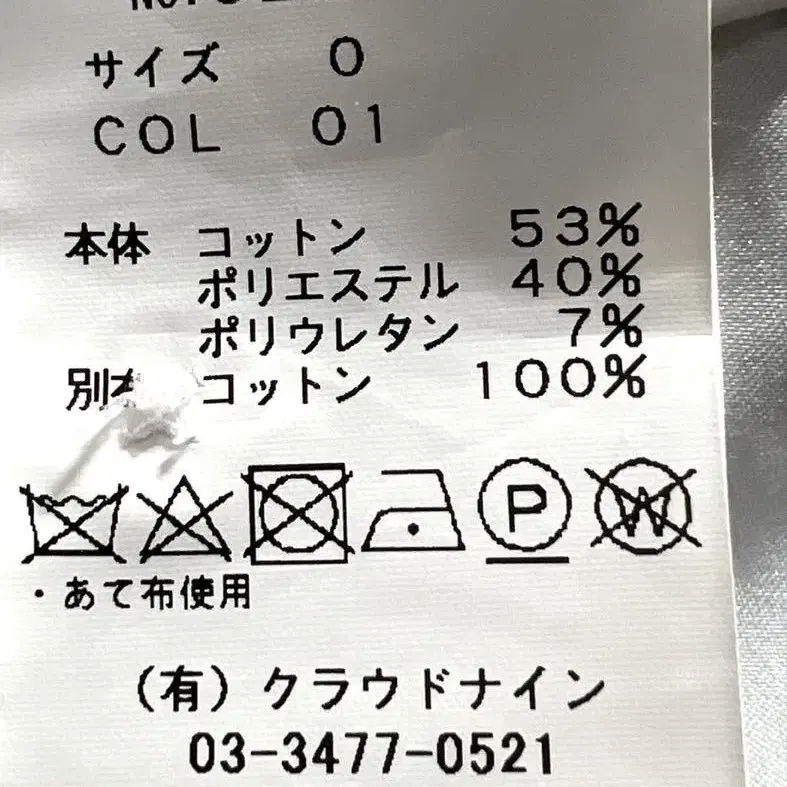 サイズ 0
COL 01
本体 コットン 53%
ポリエステル 40%
ポリウレタン 7%
コットン 100%
P W
・あて布使用
(有)クラウドナイン
03-3477-0521